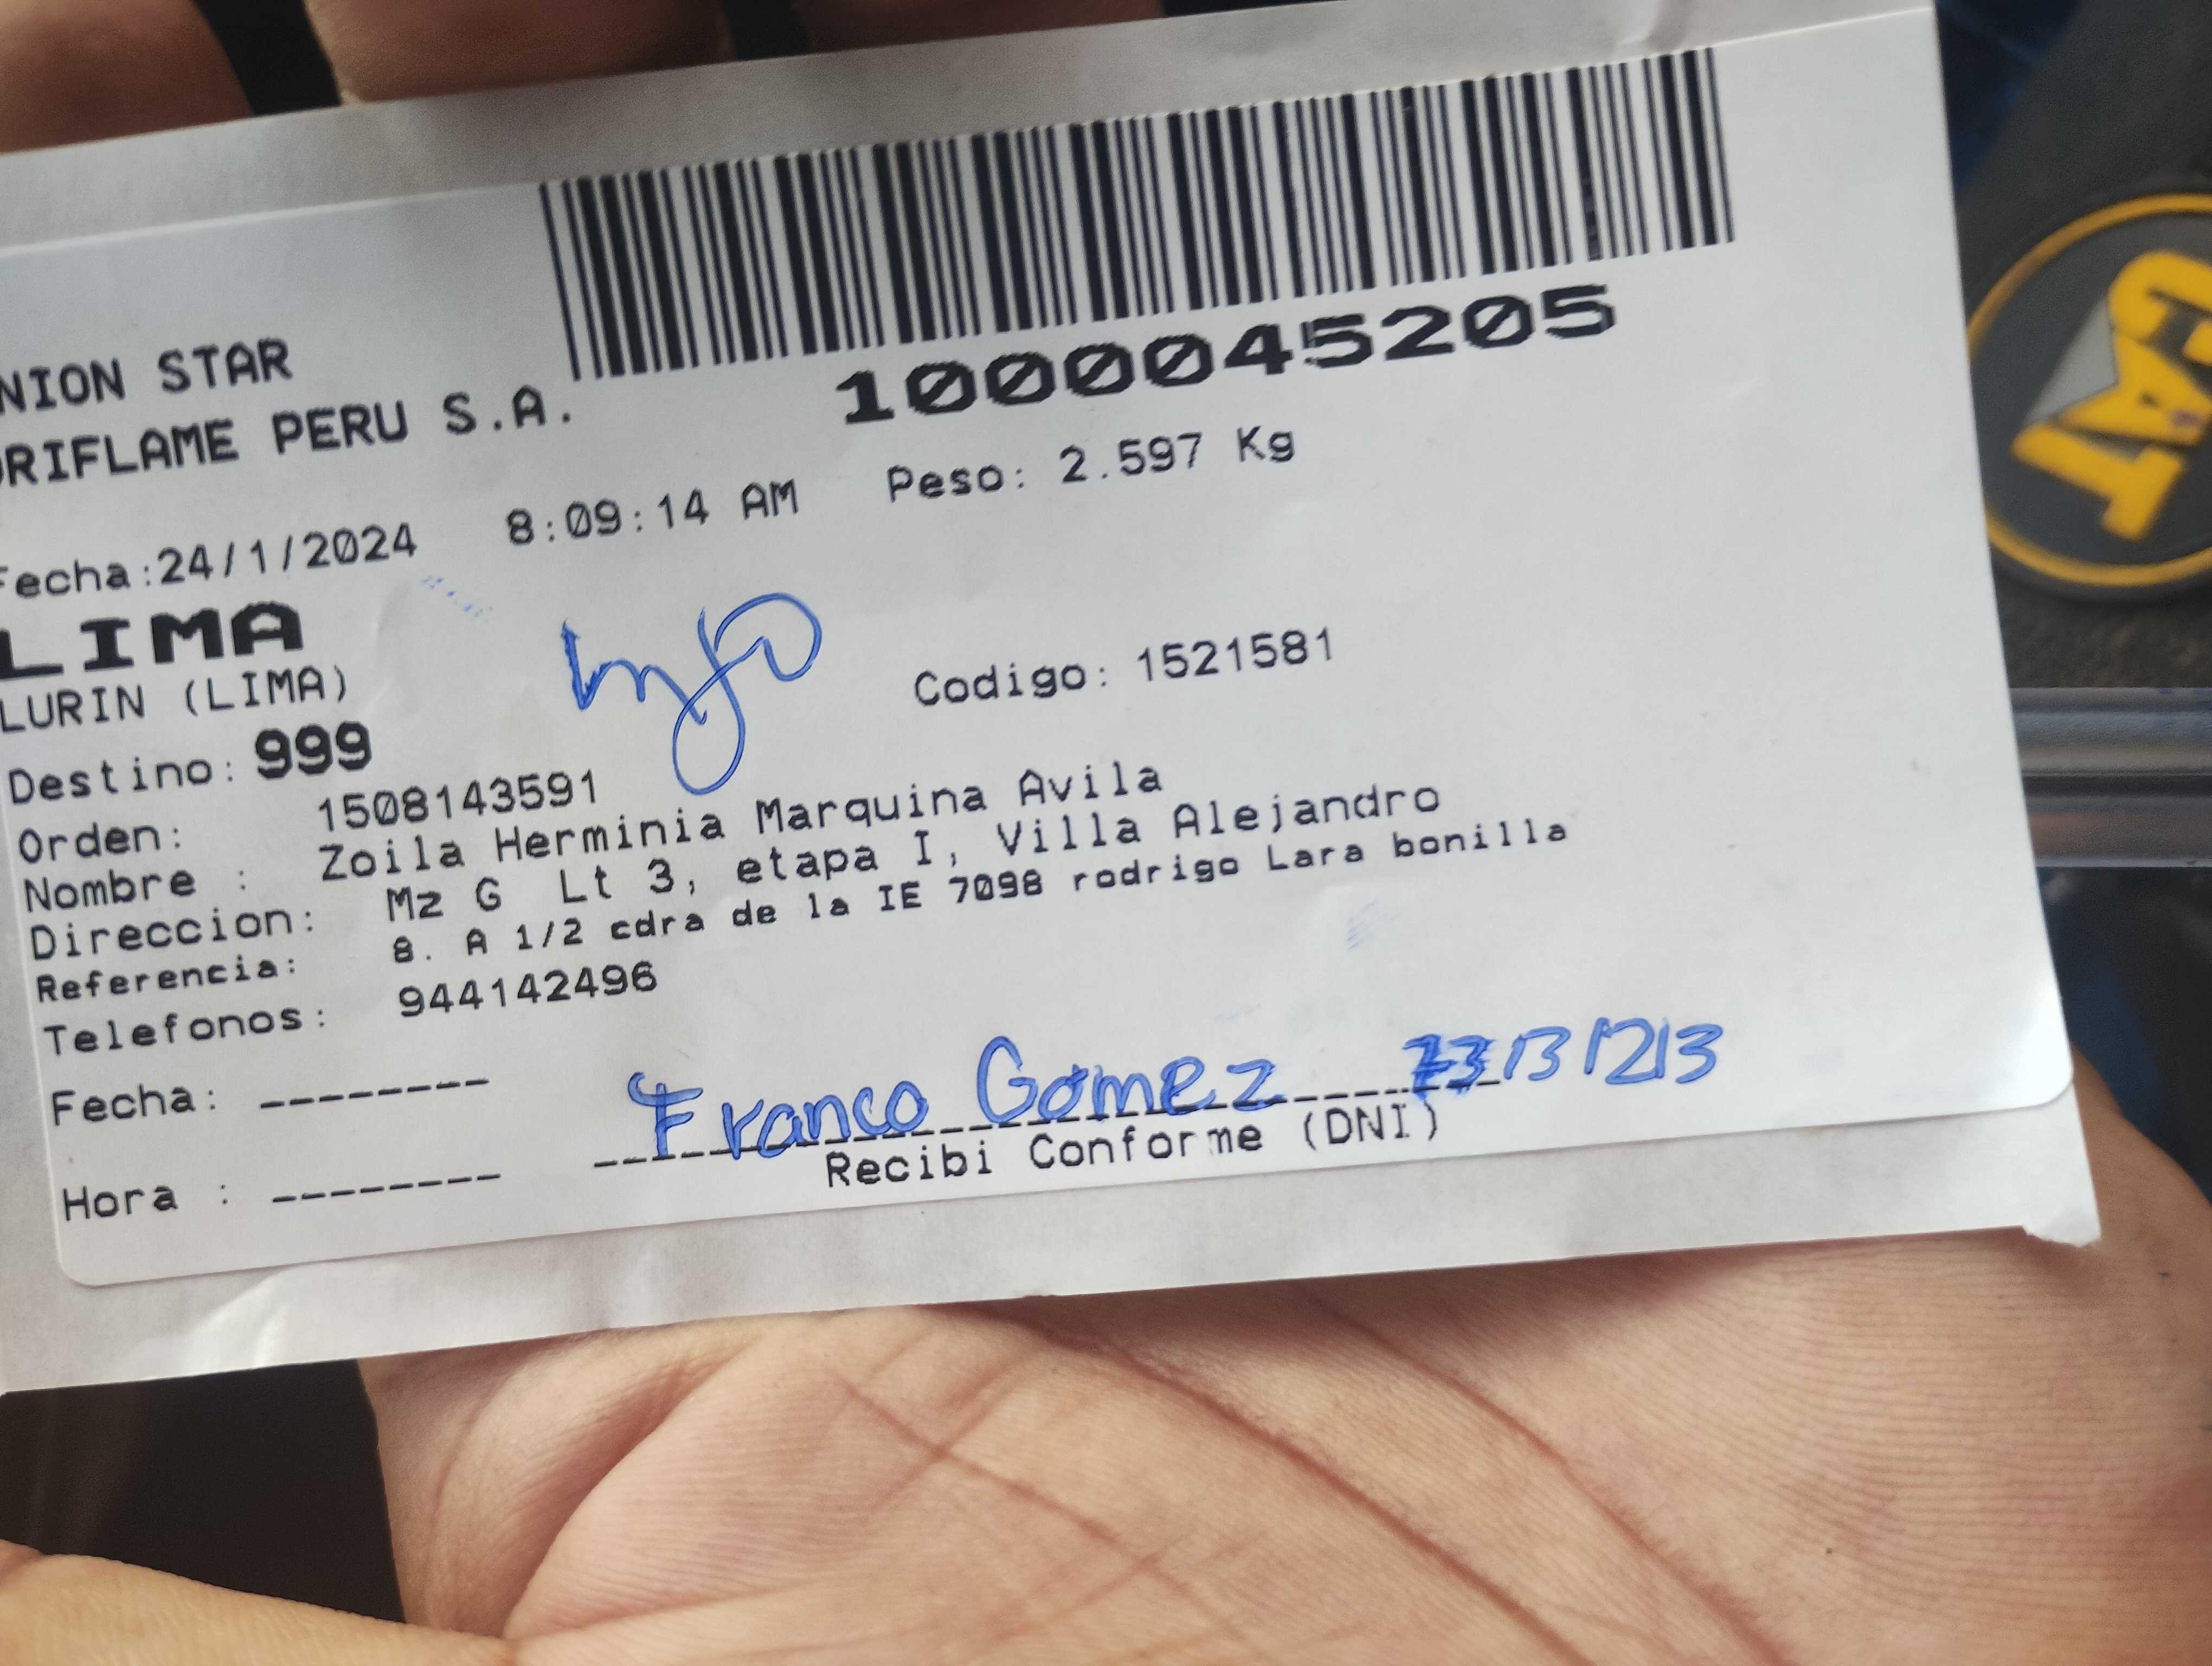 NION STAR
ORIFLAME PERU S.A.
1000045205
Fecha:24/1/2024 8:09:14 AM Peso: 2.597 Kg
LIMA
LURIN (LIMA)
Destino: 999 Codigo: 1521581
Orden: 1508143591
Nombre : Zoila Herminia Marquina Avila
Direccion: Mz G Lt 3, etapa I, Villa Alejandro
Referencia: 8. A 1/2 cdra de la IE 7098 rodrigo Lara bonilla
Telefonos: 944142496
Fecha: --------
Franco Gomez
Hora : --------
Recibi Conforme (DNI)
CAT